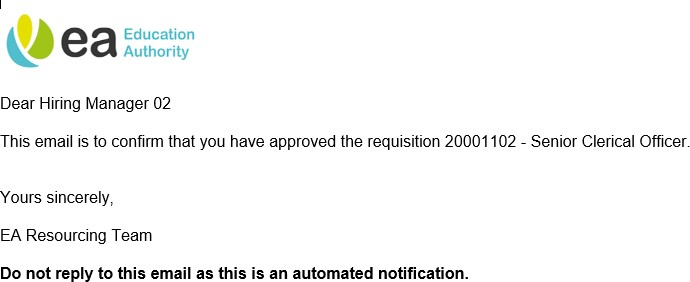 ea Education
Authority
Dear Hiring Manager 02
This email is to confirm that you have approved the requisition 20001102 - Senior Clerical Officer.
Yours sincerely,
EA Resourcing Team
Do not reply to this email as this is an automated notification.